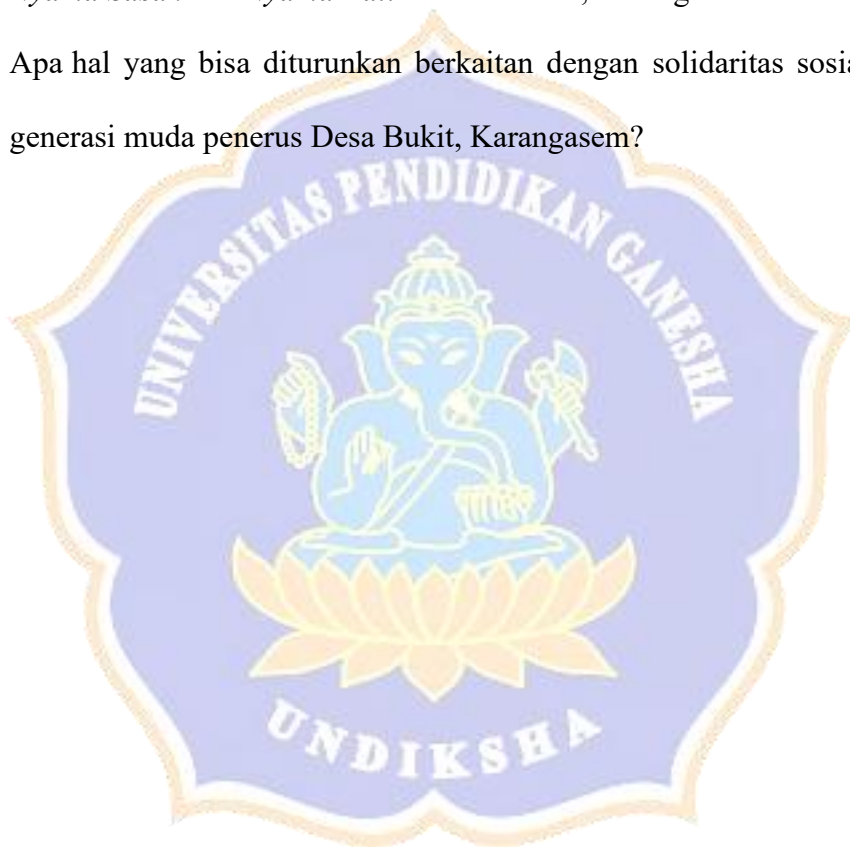 Apa hal yang bisa diturunkan berkaitan dengan solidaritas sosia
generasi muda penerus Desa Bukit, Karangasem?
UNIVERSITAS PENDIDIKAN GANESHA
UNDIKSHA